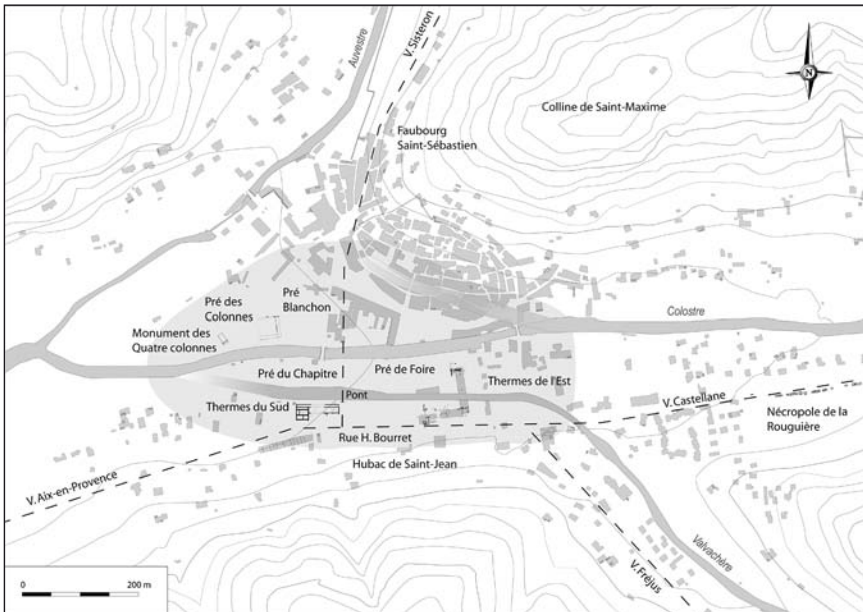 Auvestre
V. Sisteron
N
Colline de Saint-Maxime
Faubourg
Saint-Sébastien
Pré des
Colonnes
Pré
Blanchon
Monument des
Quatre colonnes
Colostre
Pré du Chapitre
Pré de Foire
Thermes de l'Est
Pont
V. Castellane
Thermes du Sud
Nécropole de la
Rouguière
Rue H. Bourret
Hubac de Saint-Jean
V. Aix-en-Provence
Valvachère
V. Fréjus
0 200 m